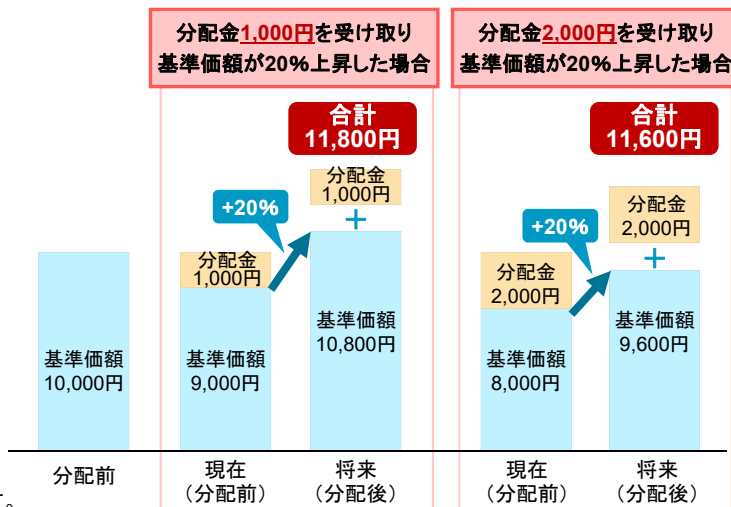 分配金1,000円を受け取り
基準価額が20%上昇した場合
合計
11,800円
分配金
1,000円
+20%
+
分配金
1,000円
基準価額
10,800円
基準価額
9,000円
基準価額
10,000円
分配前
現在
（分配前）
将来
（分配後）
分配金2,000円を受け取り
基準価額が20%上昇した場合
合計
11,600円
分配金
2,000円
+20%
+
分配金
2,000円
基準価額
9,600円
基準価額
8,000円
現在
（分配前）
将来
（分配後）